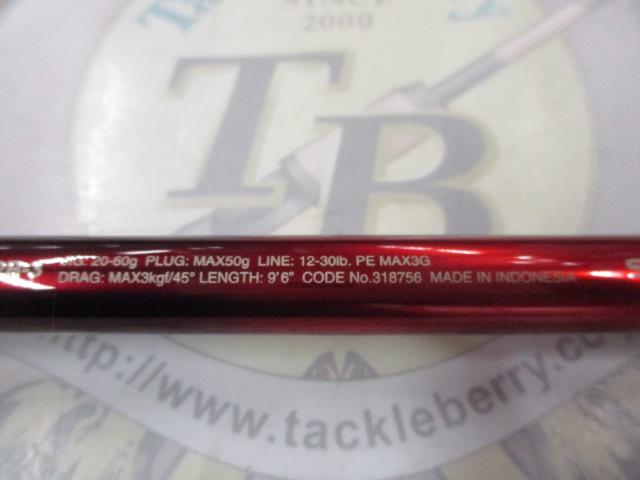 SINCE
2000
TB
JIG: 20-60g PLUG: MAX50g LINE: 12-30lb. PE MAX3G
DRAG: MAX3kgf/45° LENGTH: 9'6" CODE No.318756 MADE IN INDONESIA
http://www.tackleberry.co